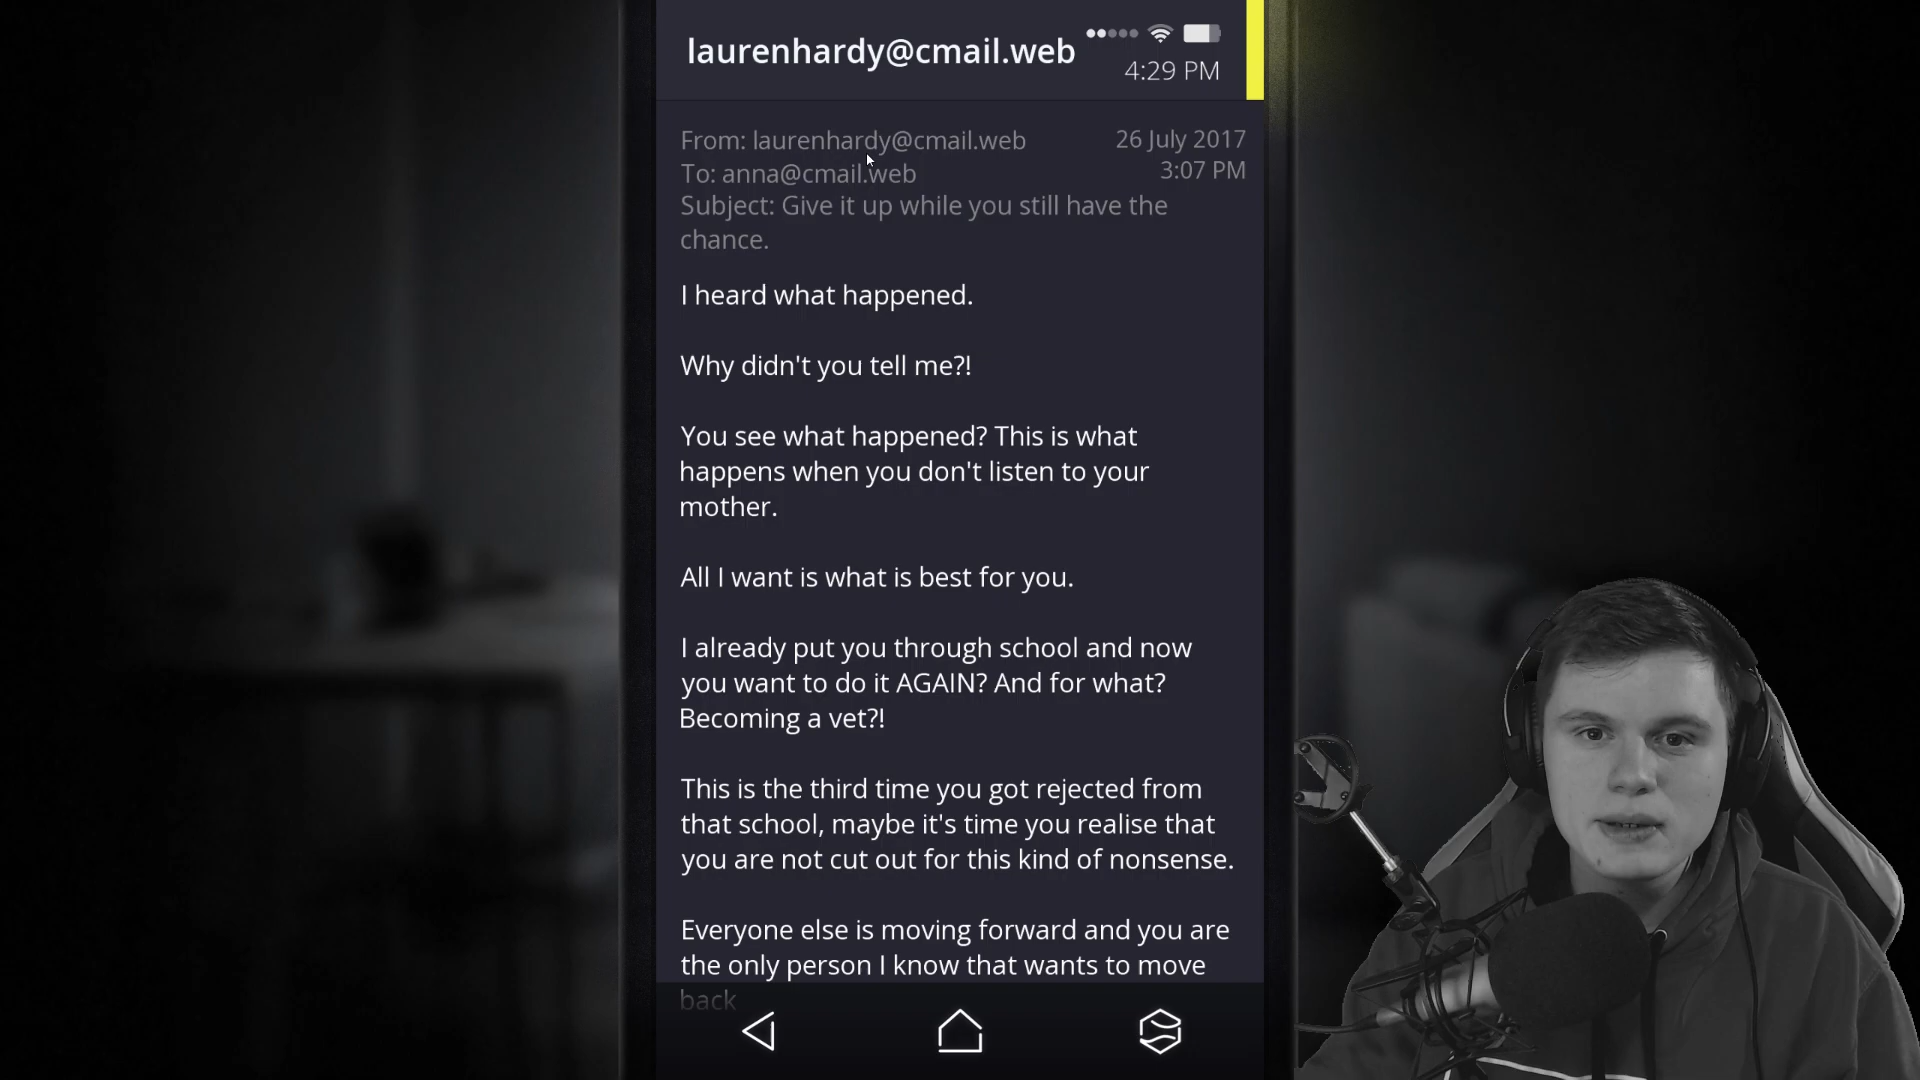 laurenhardy@cmail.web
4:29 PM
From: laurenhardy@cmail.web
26 July 2017
To: anna@cmail.web
3:07 PM
Subject: Give it up while you still have the
chance.
I heard what happened.
Why didn't you tell me?!
You see what happened? This is what
happens when you don't listen to your
mother.
All I want is what is best for you.
I already put you through school and now
you want to do it AGAIN? And for what?
Becoming a vet?!
This is the third time you got rejected from
that school, maybe it's time you realise that
you are not cut out for this kind of nonsense.
Everyone else is moving forward and you are
the only person I know that wants to move
back